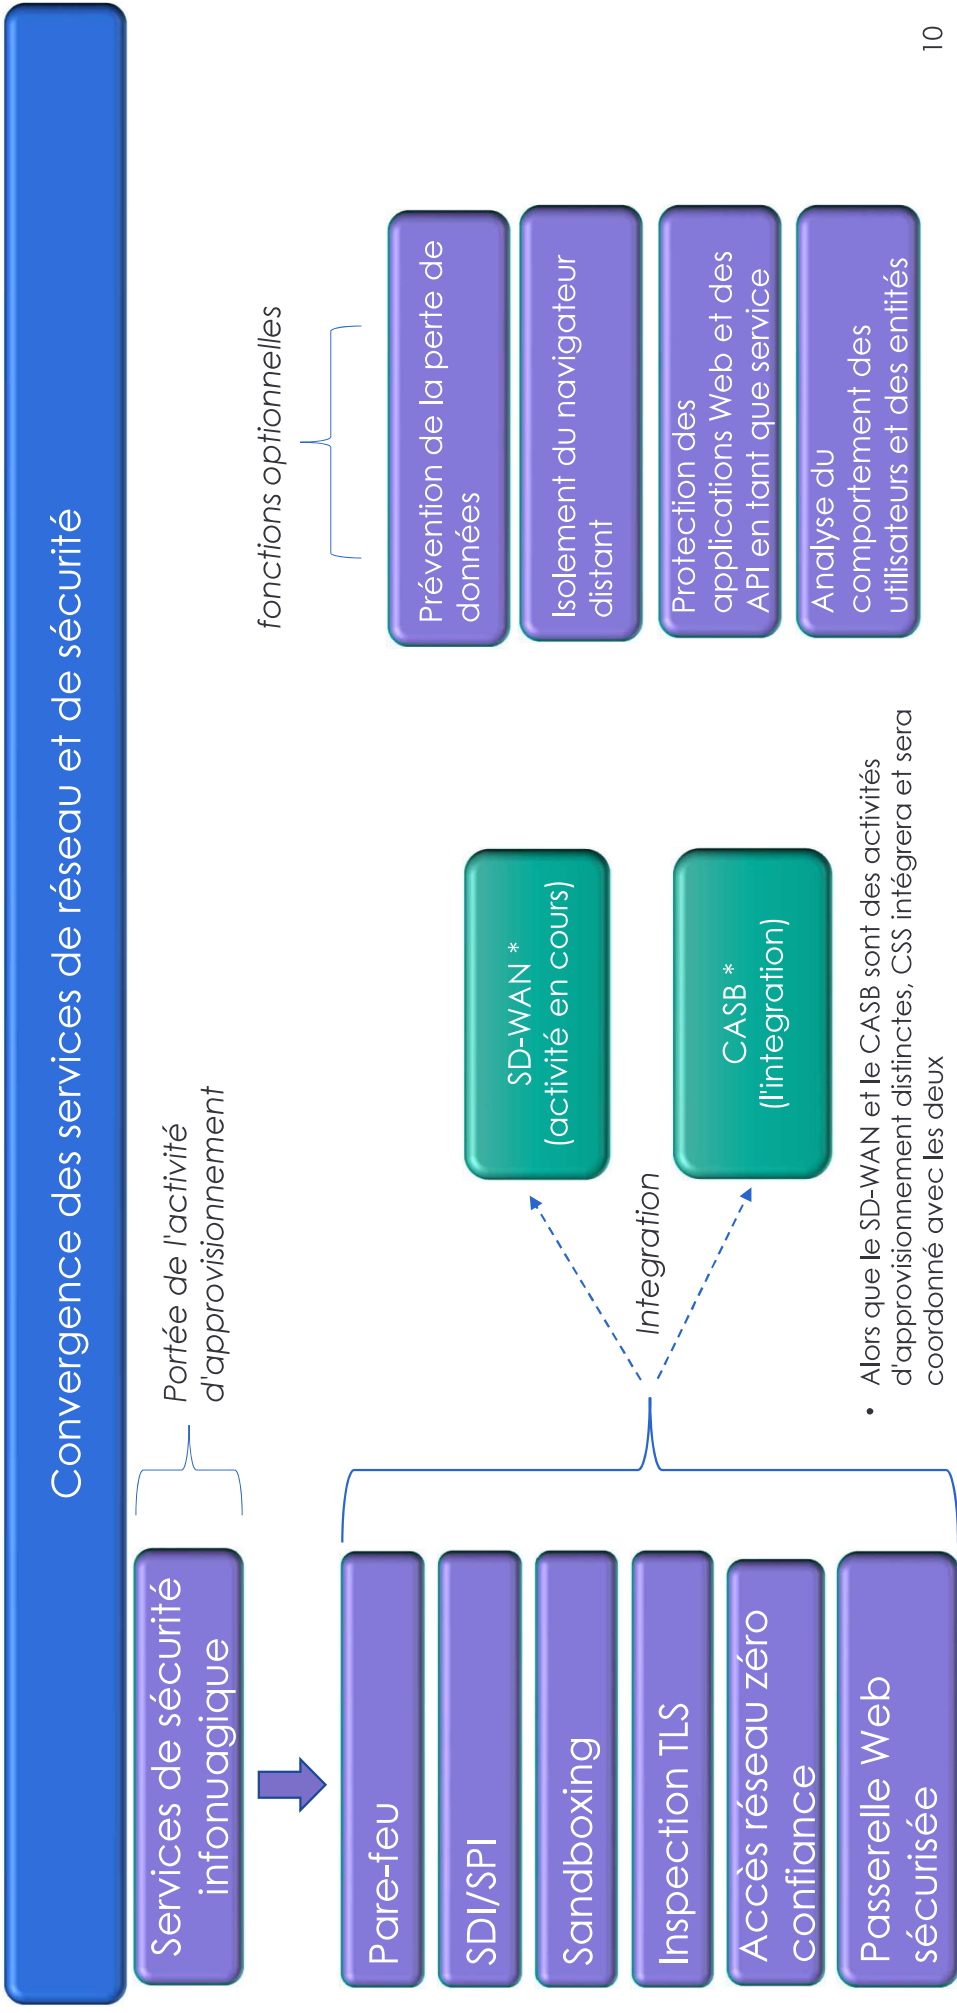 Convergence des services de réseau et de sécurité
Services de sécurité
infonuagique
Portée de l'activité
d'approvisionnement
Pare-feu
SDI/SPI
Sandboxing
Inspection TLS
Accès réseau zéro
confiance
Passerelle Web
sécurisée
Integration
SD-WAN *
(activité en cours)
CASB *
(l'integration)
• Alors que le SD-WAN et le CASB sont des activités
d'approvisionnement distinctes, CSS intégrera et sera
coordonné avec les deux
fonctions optionnelles
Prévention de la perte de
données
Isolement du navigateur
distant
Protection des
applications Web et des
API en tant que service
Analyse du
comportement des
utilisateurs et des entités
10